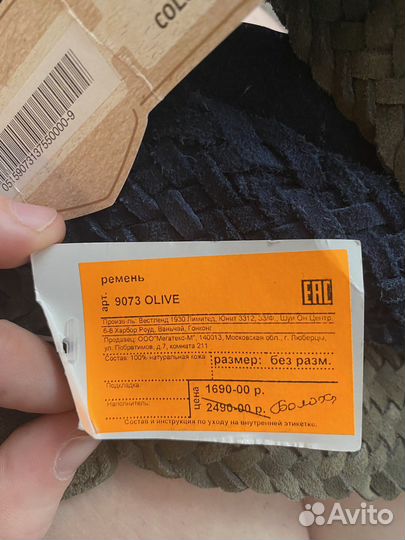 COL
051590731375500000-9
ремень
арт. 9073 OLIVE
EAC
Произв-ль: Вестленд 1930 Лимитед, Юнит 3312, 33/Ф., Шуи Он Центр,
6-8 Харбор Роуд, Ваньчай, Гонконг
Продавец: ООО"Мегатекс-М", 140013, Московская обл., г. Люберцы,
ул. Побратимов, д.7, комната 211
Состав: 100% натуральная кожа
размер: без разм.
Подкладка:
Наполнитель:
цена
1690-00 р.
2490-00 р.
Состав и инструкция по уходу на внутренней этикетке.
Avito